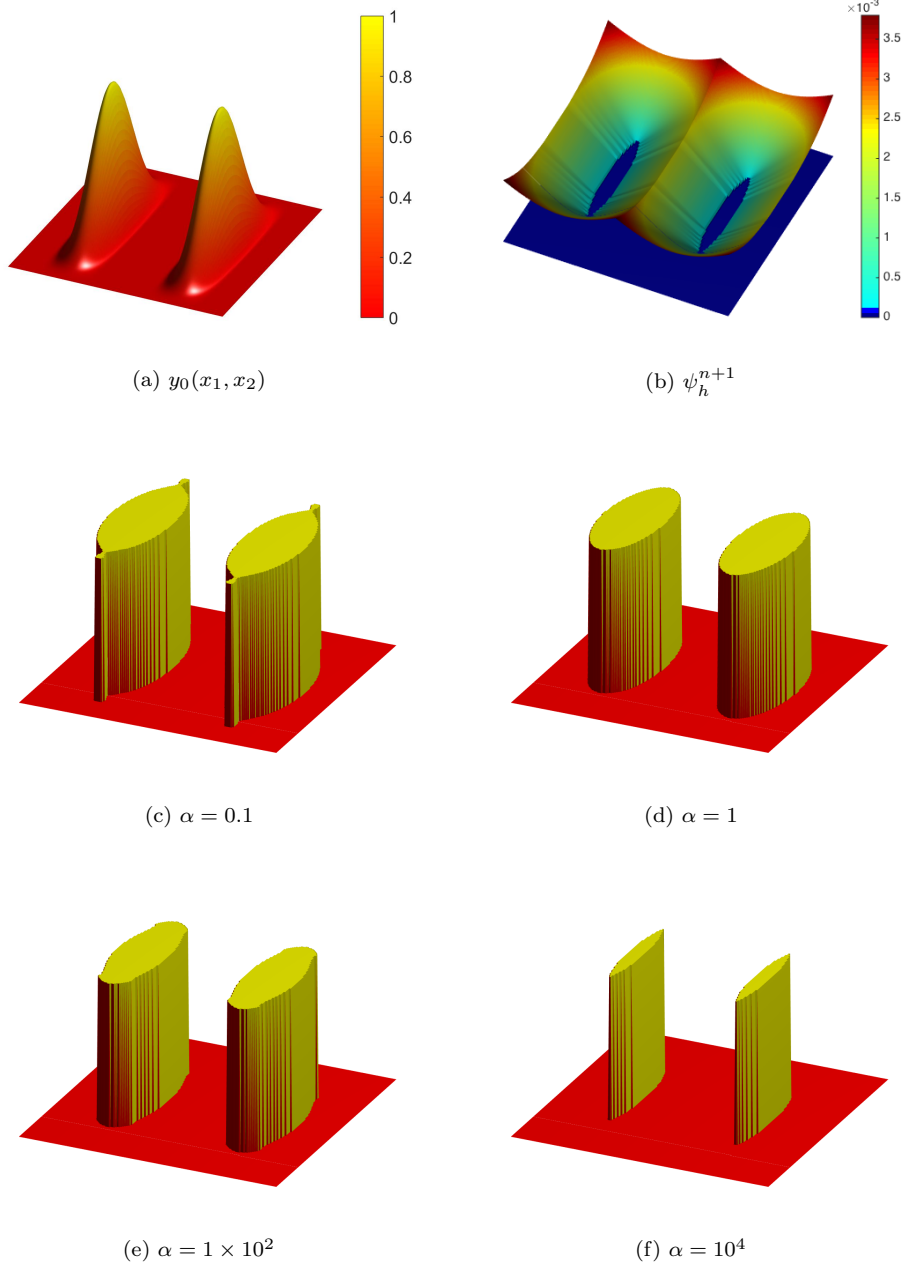 1
0.8
0.6
0.4
0.2
0
×10⁻³
3.5
3
2.5
2
1.5
1
0.5
0
(a) y₀(x₁, x₂)
(b) ψₕⁿ⁺¹
(c) α = 0.1
(d) α = 1
(e) α = 1 × 10²
(f) α = 10⁴